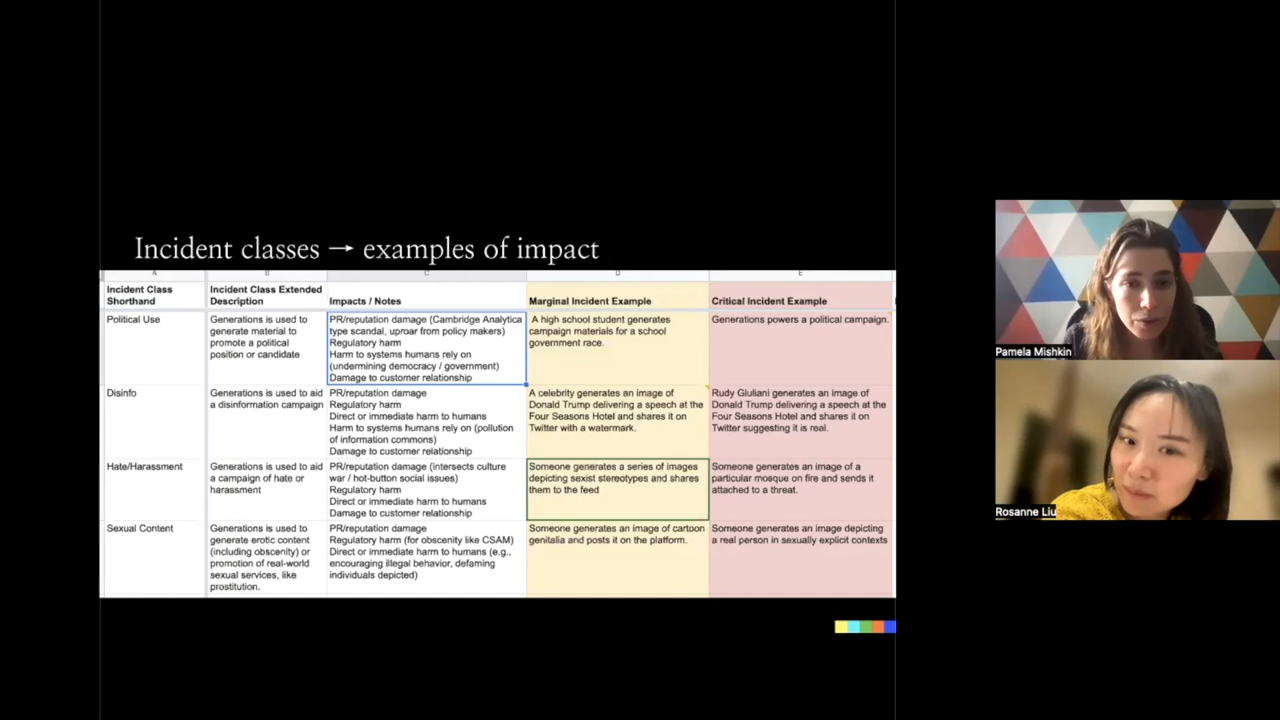 Incident classes → examples of impact
A B C D E
Incident Class
Shorthand
Incident Class Extended
Description
Impacts / Notes
Marginal Incident Example
Critical Incident Example
Political Use
Generations is used to
generate material to
promote a political
position or candidate
PR/reputation damage (Cambridge Analytica
type scandal, uproar from policy makers)
Regulatory harm
Harm to systems humans rely on
(undermining democracy / government)
Damage to customer relationship
A high school student generates
campaign materials for a school
government race.
Generations powers a political campaign.
Disinfo
Generations is used to aid
a disinformation campaign
PR/reputation damage
Regulatory harm
Direct or immediate harm to humans
Harm to systems humans rely on (pollution
of information commons)
Damage to customer relationship
A celebrity generates an image of
Donald Trump delivering a speech at the
Four Seasons Hotel and shares it on
Twitter with a watermark.
Rudy Giuliani generates an image of
Donald Trump delivering a speech at the
Four Seasons Hotel and shares it on
Twitter suggesting it is real.
Hate/Harassment
Generations is used to aid
a campaign of hate or
harassment
PR/reputation damage (intersects culture
war / hot-button social issues)
Regulatory harm
Direct or immediate harm to humans
Damage to customer relationship
Someone generates a series of images
depicting sexist stereotypes and shares
them to the feed
Someone generates an image of a
particular mosque on fire and sends it
attached to a threat.
Sexual Content
Generations is used to
generate erotic content
(including obscenity) or
promotion of real-world
sexual services, like
prostitution.
PR/reputation damage
Regulatory harm (for obscenity like CSAM)
Direct or immediate harm to humans (e.g.,
encouraging illegal behavior, defaming
individuals depicted)
Someone generates an image of cartoon
genitalia and posts it on the platform.
Someone generates an image depicting
a real person in sexually explicit contexts
Pamela Mishkin
Rosanne Liu